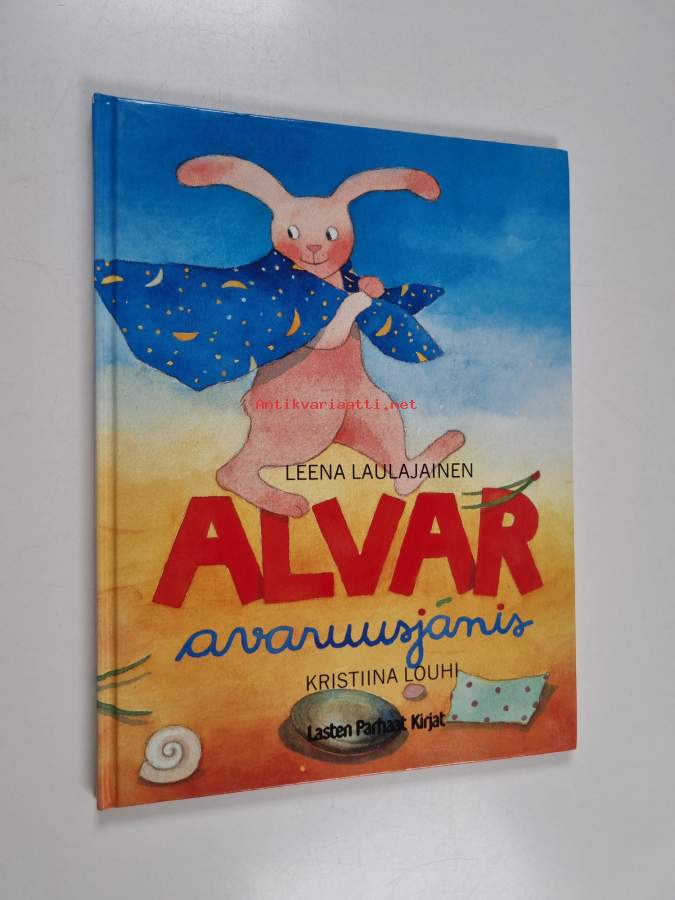 Antikvariaatti.net
LEENA LAULAJAINEN
ALVAR
avaruusjänis
KRISTIINA LOUHI
Lasten Parhaat Kirjat